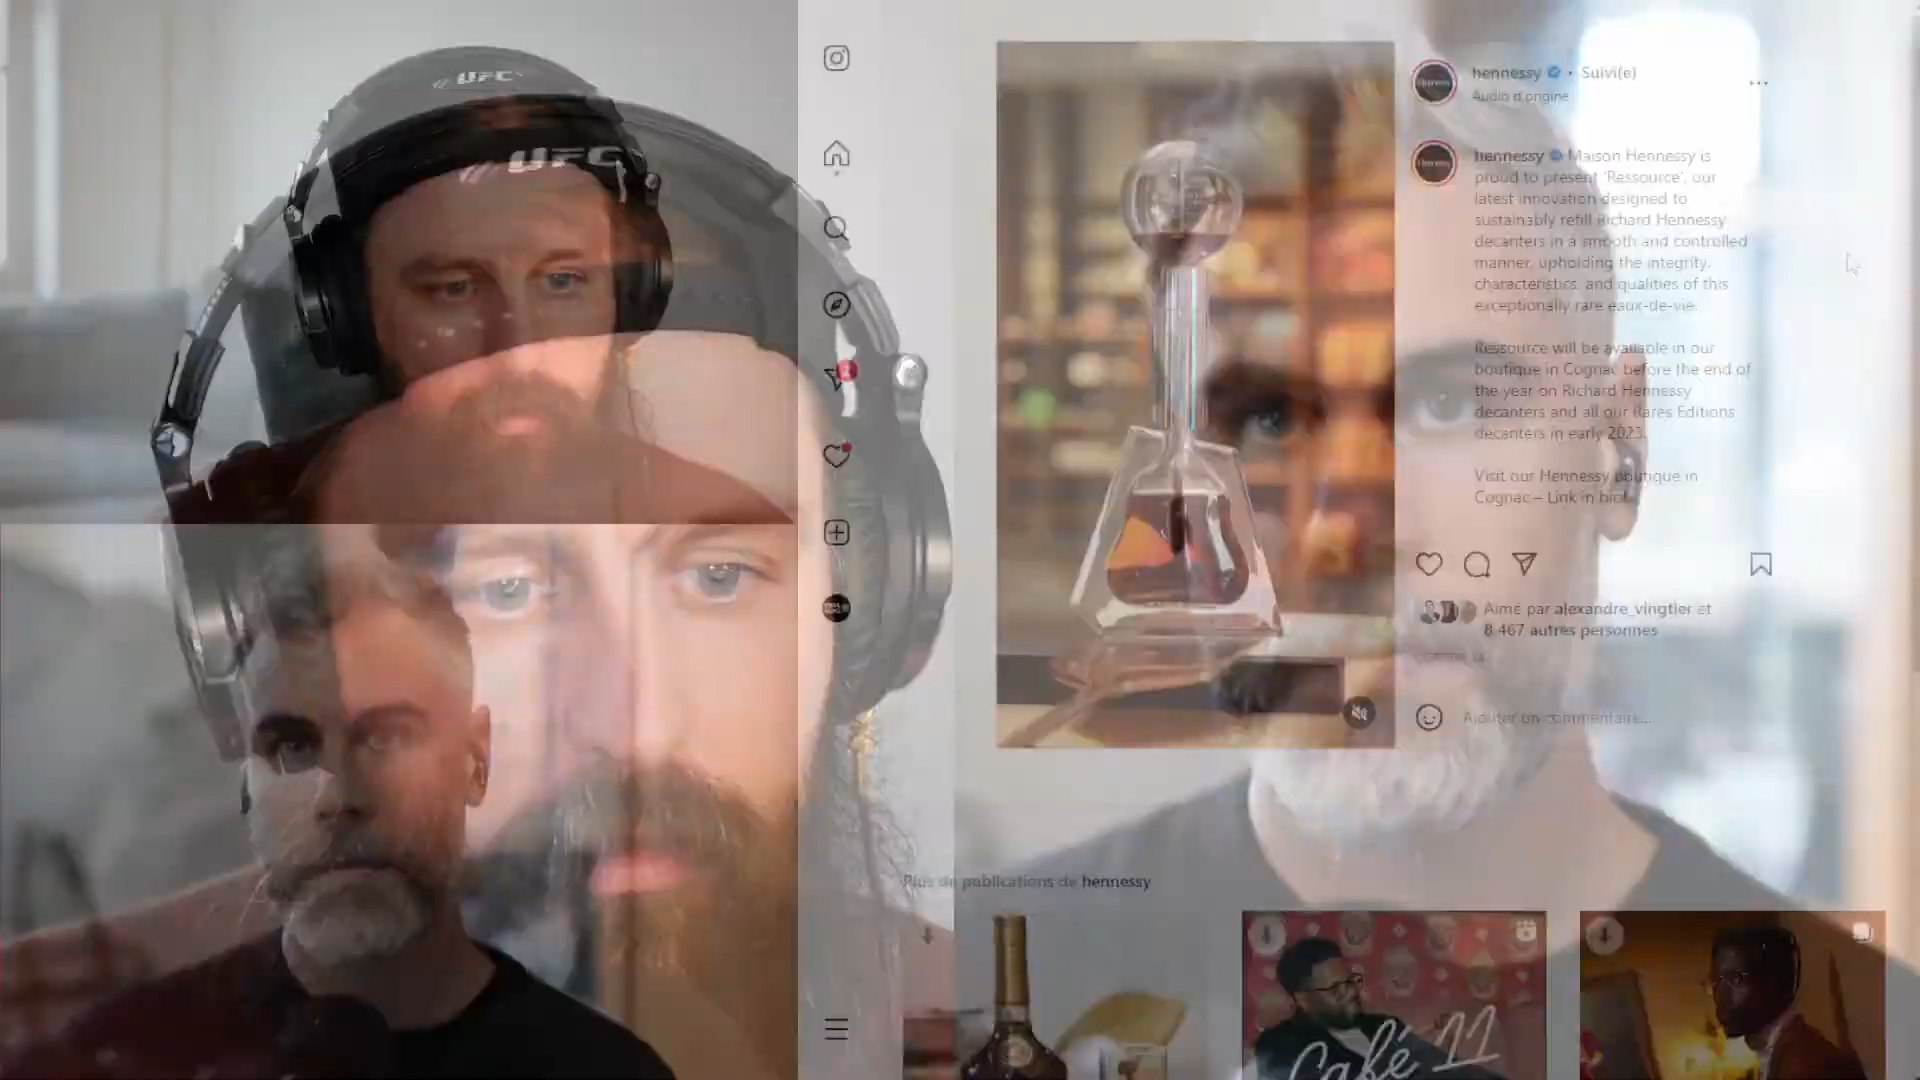 UFC
UFC
hennessy • Suivi(e)
Audio d'origine
hennessy Maison Hennessy is
proud to present 'Ressource', our
latest innovation designed to
sustainably refill Richard Hennessy
decanters in a smooth and controlled
manner, upholding the integrity,
characteristics, and qualities of this
exceptionally rare eaux-de-vie.
Ressource will be available in our
boutique in Cognac before the end of
the year on Richard Hennessy
decanters and all our Rares Editions
decanters in early 2023.
Visit our Hennessy boutique in
Cognac – Link in bio!
Aimé par alexandre_vingtier et
8 467 autres personnes
Ajouter un commentaire...
Plus de publications de hennessy
Café 11